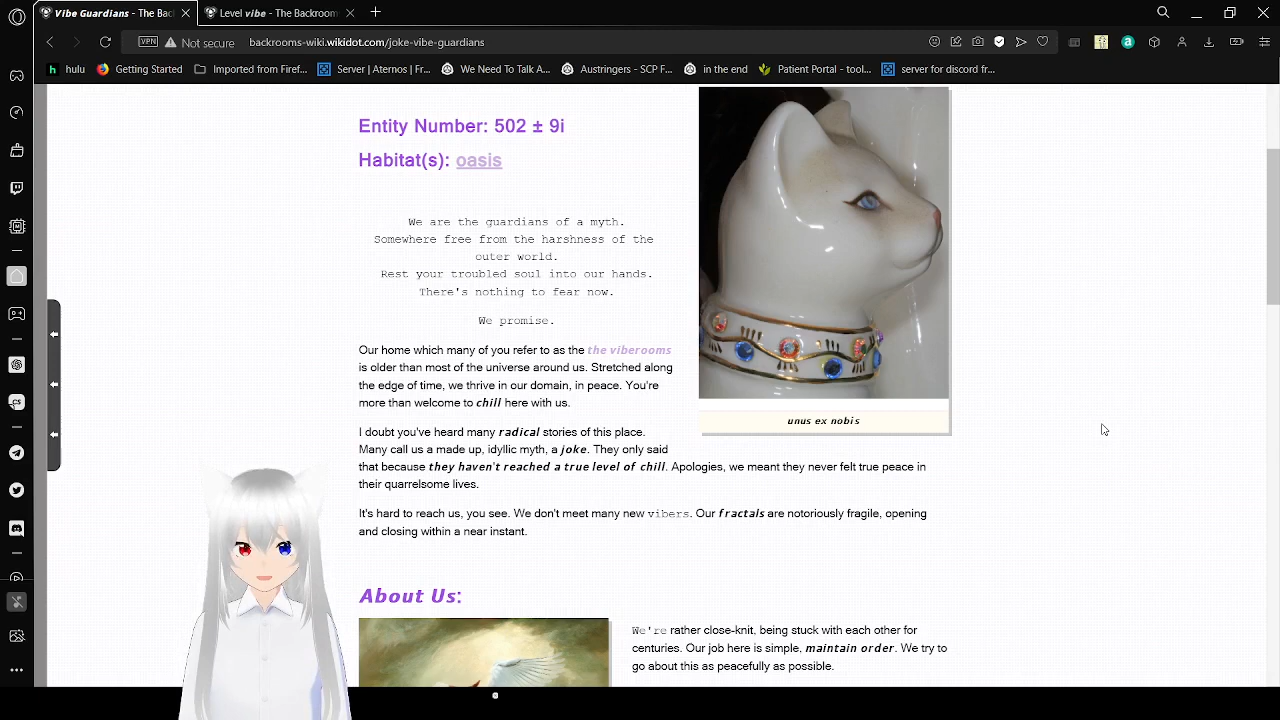 Vibe Guardians - The Bac
Level vibe - The Backroom
VPN
Not secure
backrooms-wiki.wikidot.com/joke-vibe-guardians
hulu
Getting Started
Imported from Firef...
Server | Aternos | Fr...
We Need To Talk A...
Austringers - SCP F...
in the end
Patient Portal - tool...
server for discord fr...
Entity Number: 502 ± 9i
Habitat(s): oasis
We are the guardians of a myth.
Somewhere free from the harshness of the
outer world.
Rest your troubled soul into our hands.
There's nothing to fear now.
We promise.
Our home which many of you refer to as the the viberooms
is older than most of the universe around us. Stretched along
the edge of time, we thrive in our domain, in peace. You're
more than welcome to chill here with us.
unus ex nobis
I doubt you've heard many radical stories of this place.
Many call us a made up, idyllic myth, a joke. They only said
that because they haven't reached a true level of chill. Apologies, we meant they never felt true peace in
their quarrelsome lives.
It's hard to reach us, you see. We don't meet many new vibers. Our fractals are notoriously fragile, opening
and closing within a near instant.
About Us:
We're rather close-knit, being stuck with each other for
centuries. Our job here is simple, maintain order. We try to
go about this as peacefully as possible.